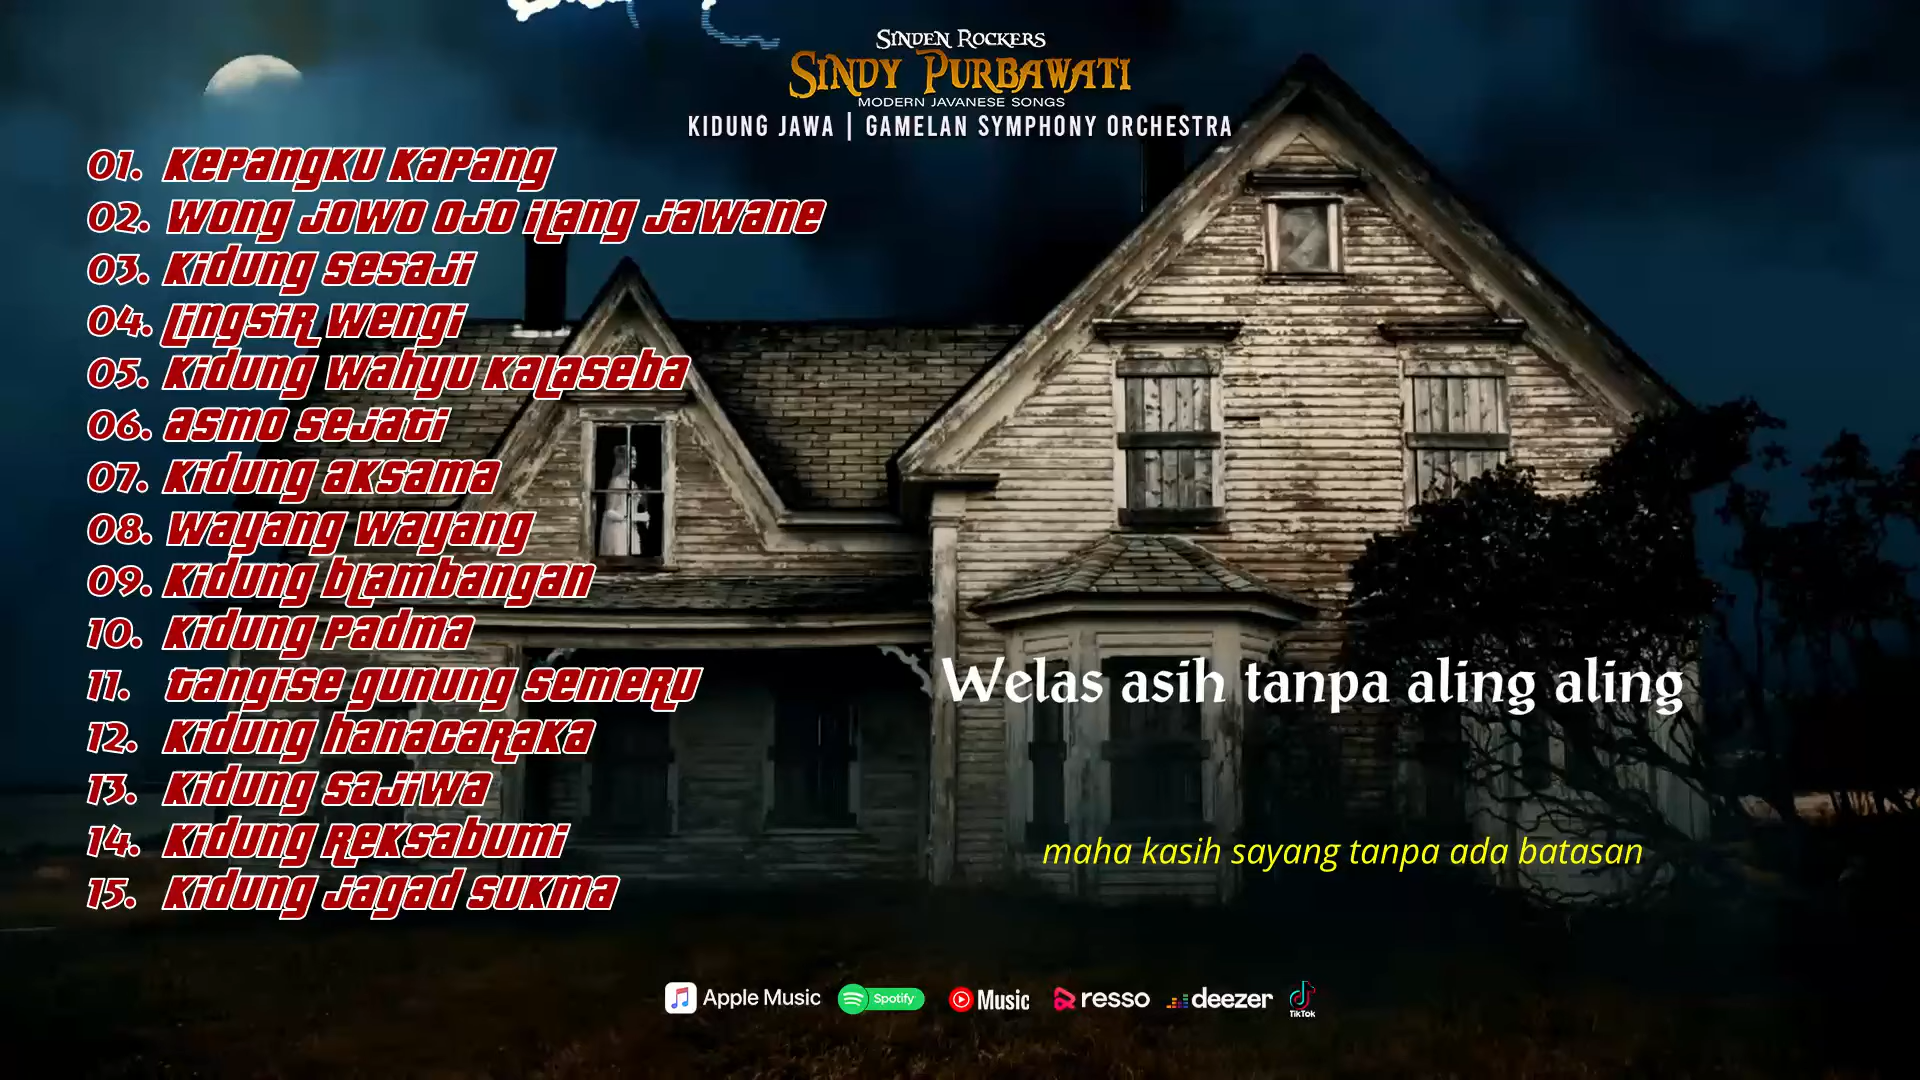 SINDEN ROCKERS
SINDY PURBAWATI
MODERN JAVANESE SONGS
KIDUNG JAWA | GAMELAN SYMPHONY ORCHESTRA
01. Kepangku Kapang
02. Wong Jowo Ojo Ilang Jawane
03. Kidung Sesaji
04. Lingsir Wengi
05. Kidung Wahyu Kalaseba
06. Asmo Sejati
07. Kidung Aksama
08. Wayang Wayang
09. Kidung Blambangan
10. Kidung Padma
11. Tangise Gunung Semeru
12. Kidung Hanacaraka
13. Kidung Sajiwa
14. Kidung Reksabumi
15. Kidung Jagad Sukma
Welas asih tanpa aling aling
maha kasih sayang tanpa ada batasan
Apple Music Spotify Music resso deezer TikTok